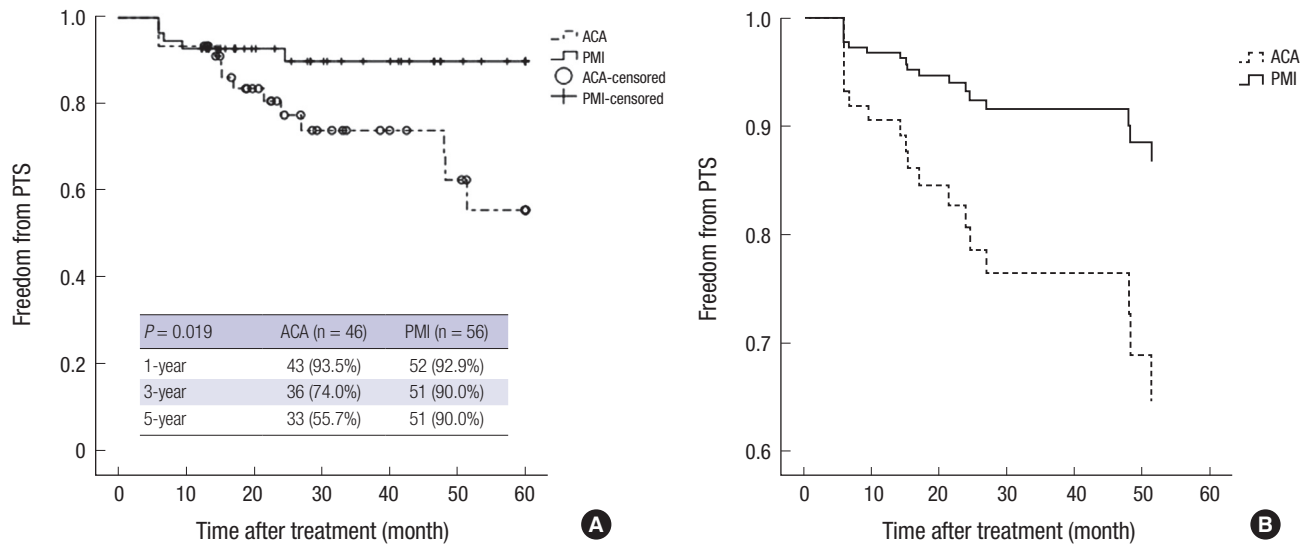 1.0
0.8
0.6
0.4
0.2
0
Freedom from PTS
ACA
PMI
ACA-censored
PMI-censored
P = 0.019 ACA (n = 46) PMI (n = 56)
1-year 43 (93.5%) 52 (92.9%)
3-year 36 (74.0%) 51 (90.0%)
5-year 33 (55.7%) 51 (90.0%)
0 10 20 30 40 50 60
Time after treatment (month)
A
1.0
0.9
0.8
0.7
0.6
Freedom from PTS
ACA
PMI
0 10 20 30 40 50 60
Time after treatment (month)
B